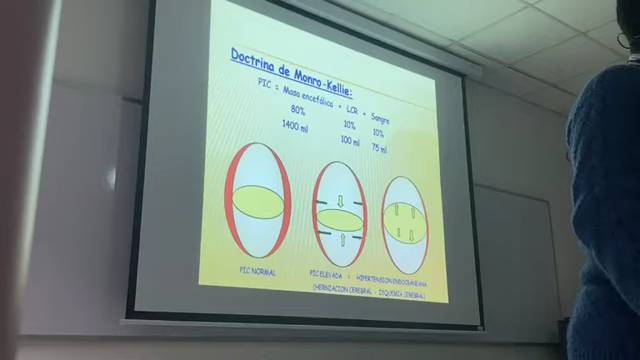 Doctrina de Monro-Kellie:
PIC = Masa encefálica + LCR + Sangre
80% 10% 10%
1400 ml 100 ml 75 ml
PIC NORMAL
PIC ELEVADA = HIPERTENSION ENDOCRANEANA
(HERNIACION CEREBRAL - ISQUEMIA CEREBRAL)